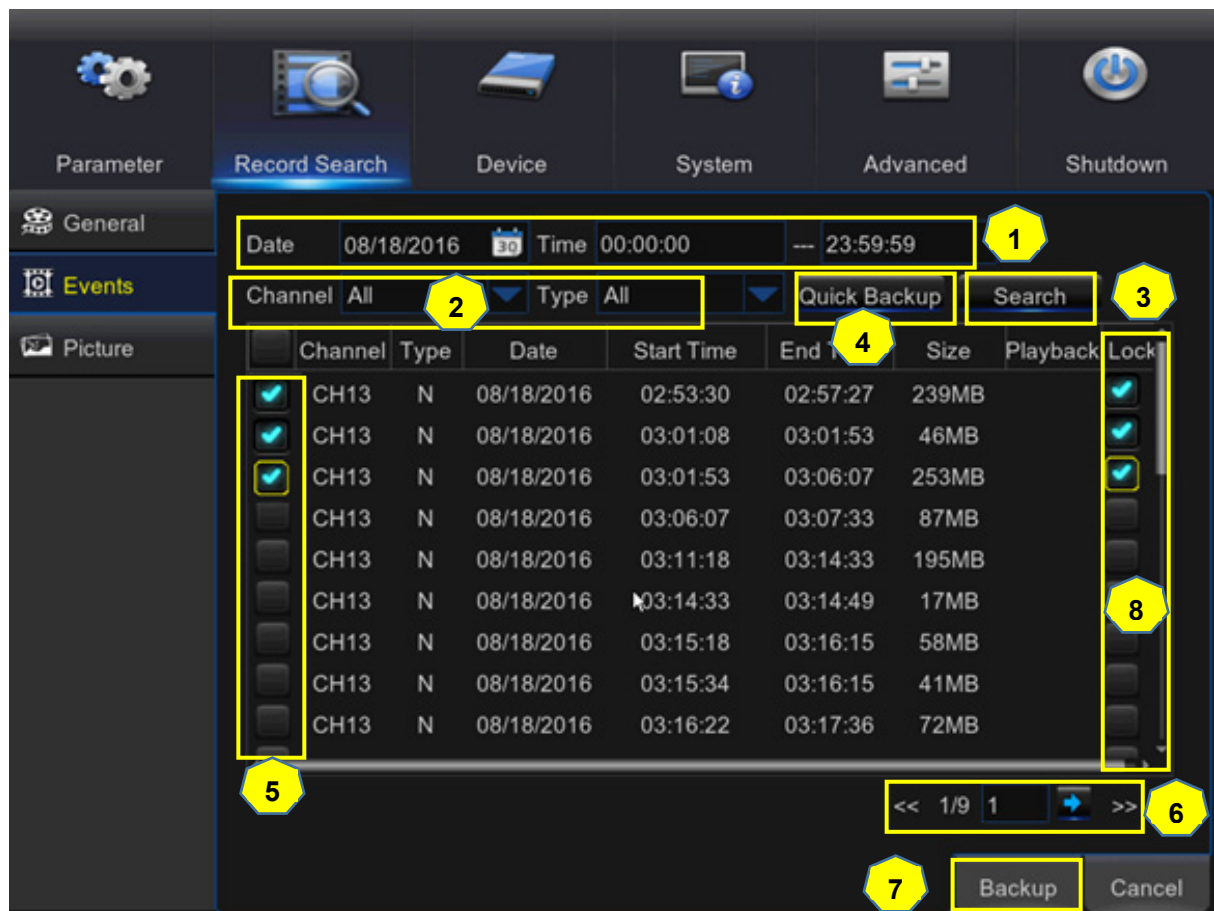 Parameter Record Search Device System Advanced Shutdown
General
Events
Picture
Date 08/18/2016 30 Time 00:00:00 --- 23:59:59 1
Channel All 2 Type All Quick Backup Search 3
4
Channel Type Date Start Time End Size Playback Lock
CH13 N 08/18/2016 02:53:30 02:57:27 239MB
CH13 N 08/18/2016 03:01:08 03:01:53 46MB
CH13 N 08/18/2016 03:01:53 03:06:07 253MB
CH13 N 08/18/2016 03:06:07 03:07:33 87MB
CH13 N 08/18/2016 03:11:18 03:14:33 195MB
CH13 N 08/18/2016 03:14:33 03:14:49 17MB
8
CH13 N 08/18/2016 03:15:18 03:16:15 58MB
CH13 N 08/18/2016 03:15:34 03:16:15 41MB
CH13 N 08/18/2016 03:16:22 03:17:36 72MB
5
<< 1/9 1 >> 6
7 Backup Cancel